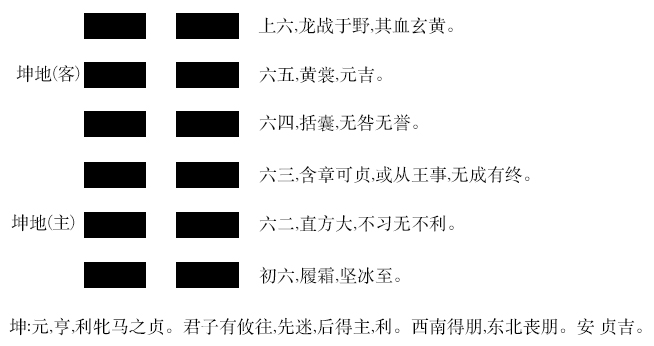 上六,龙战于野,其血玄黄。
坤地(客) 六五,黄裳,元吉。
六四,括囊,无咎无誉。
六三,含章可贞,或从王事,无成有终。
坤地(主) 六二,直方大,不习无不利。
初六,履霜,坚冰至。
坤:元,亨,利牝马之贞。君子有攸往,先迷,后得主,利。西南得朋,东北丧朋。安 贞吉。